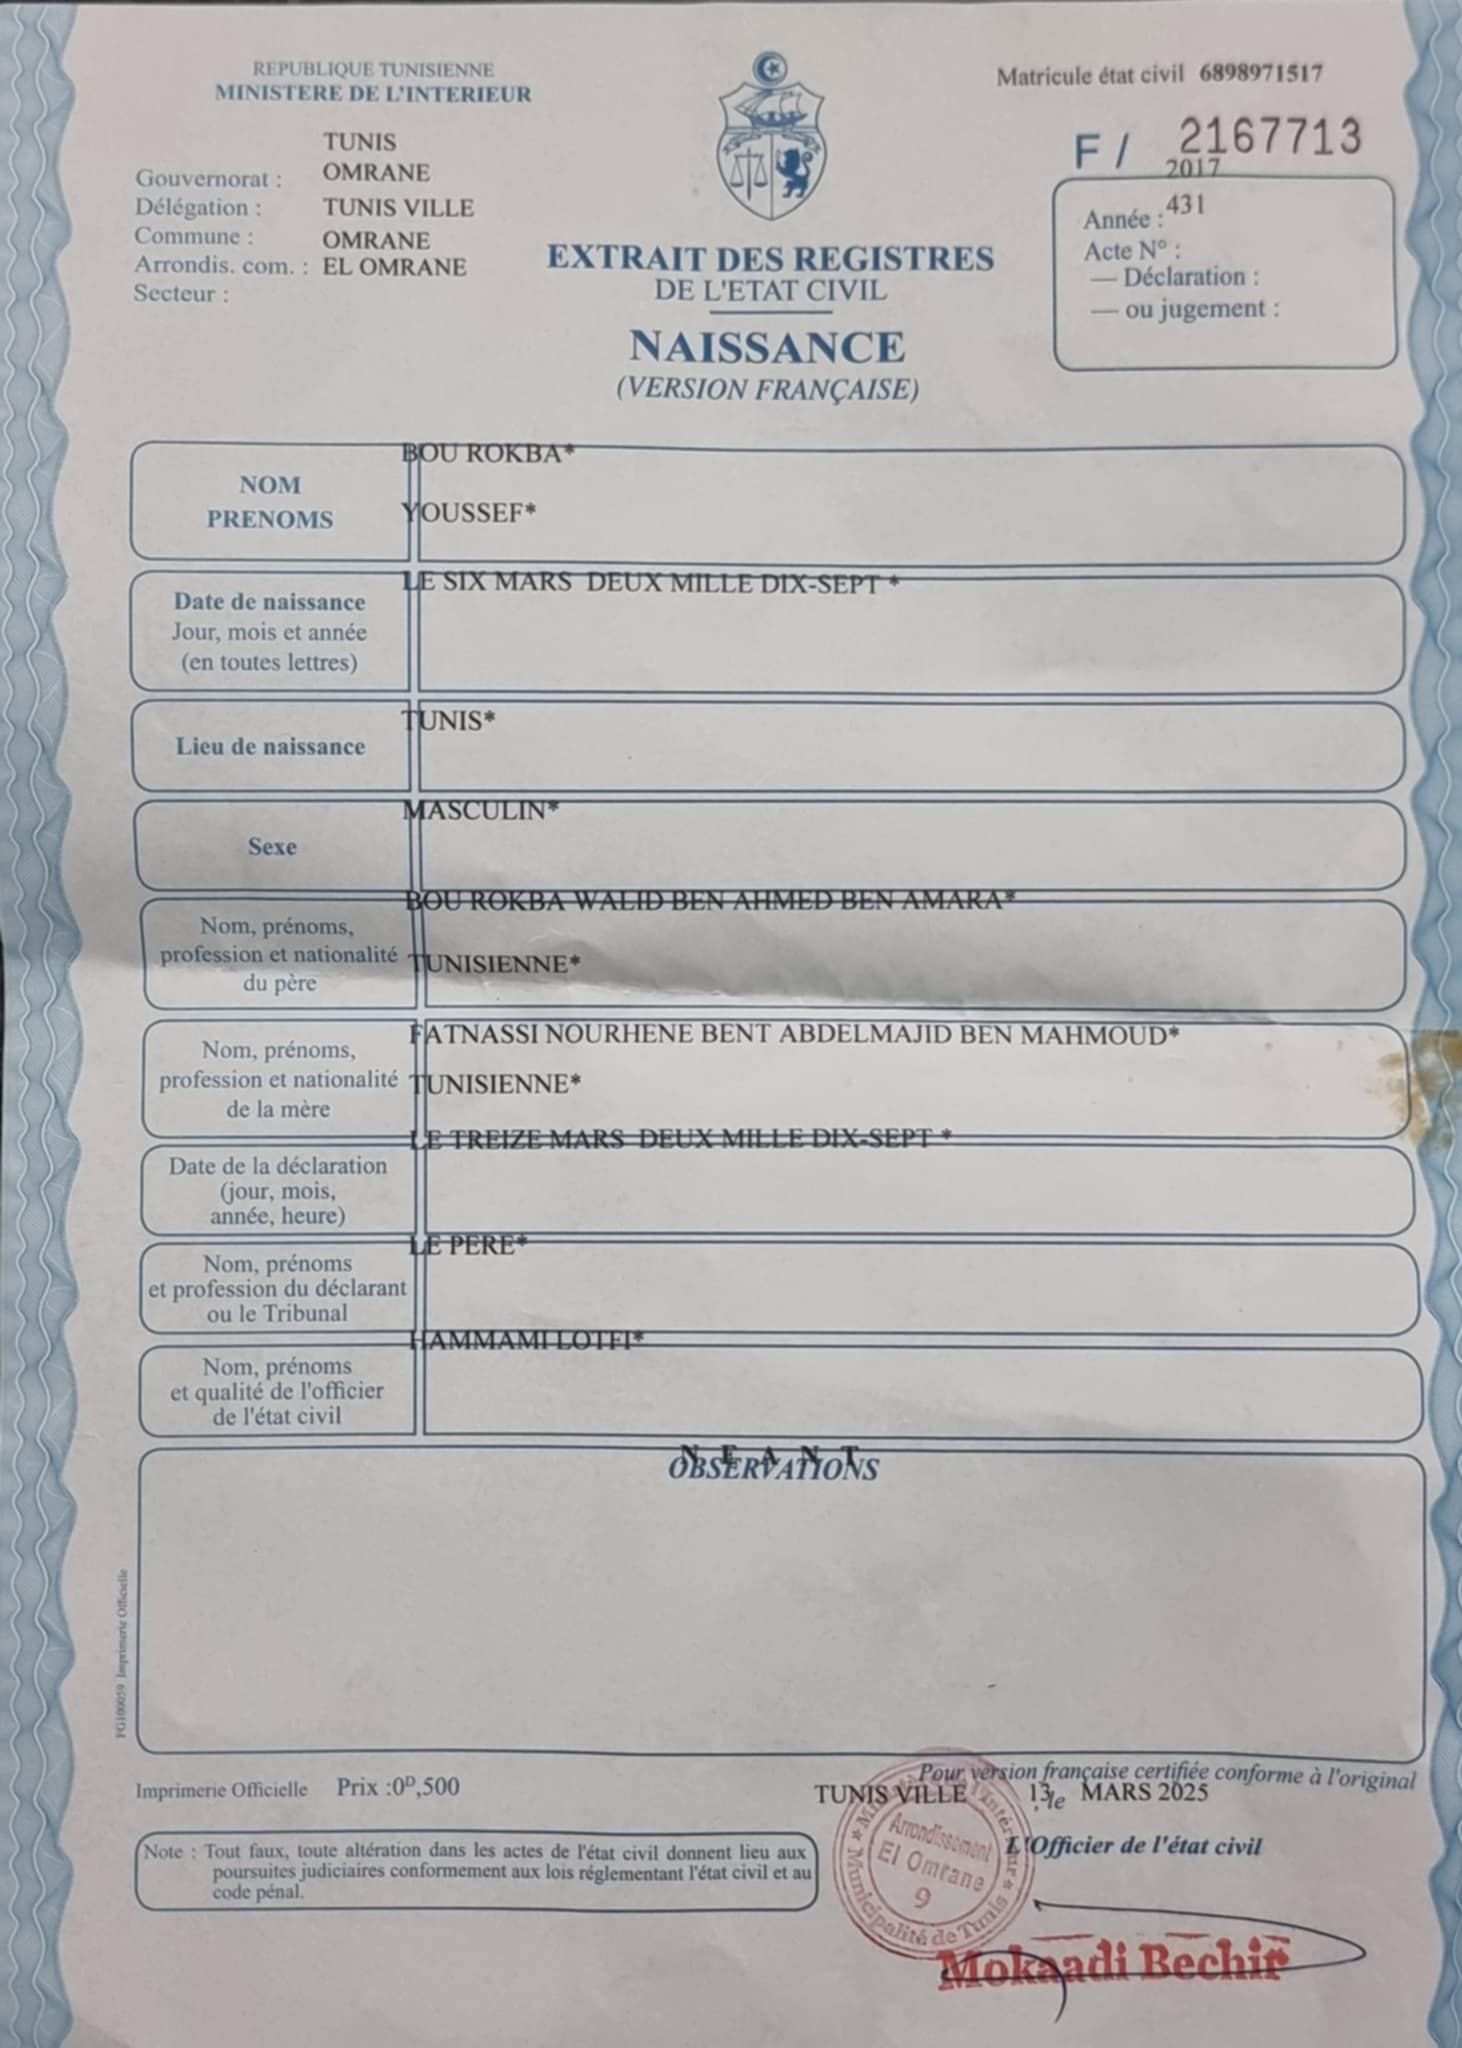 REPUBLIQUE TUNISIENNE
MINISTERE DE L'INTERIEUR
TUNIS
Gouvernorat : OMRANE
Délégation : TUNIS VILLE
Commune : OMRANE
Arrondis. com. : EL OMRANE
Secteur :
Matricule état civil 6898971517
F / 2167713
2017
Année : 431
Acte N° :
— Déclaration :
— ou jugement :
EXTRAIT DES REGISTRES
DE L'ETAT CIVIL
NAISSANCE
(VERSION FRANÇAISE)
NOM
PRENOMS
BOU ROKBA*
YOUSSEF*
Date de naissance
Jour, mois et année
(en toutes lettres)
LE SIX MARS DEUX MILLE DIX-SEPT *
Lieu de naissance
TUNIS*
Sexe
MASCULIN*
Nom, prénoms,
profession et nationalité
du père
BOU ROKBA WALID BEN AHMED BEN AMARA*
TUNISIENNE*
Nom, prénoms,
profession et nationalité
de la mère
FATNASSI NOURHENE BENT ABDELMAJID BEN MAHMOUD*
TUNISIENNE*
Date de la déclaration
(jour, mois,
année, heure)
LE TREIZE MARS DEUX MILLE DIX-SEPT *
Nom, prénoms
et profession du déclarant
ou le Tribunal
LE PERE*
Nom, prénoms
et qualité de l'officier
de l'état civil
HAMMAMI LOTFI*
N E A N T
OBSERVATIONS
FG100059 Imprimerie Officielle
Imprimerie Officielle Prix :0D,500
Pour version française certifiée conforme à l'original
TUNIS VILLE 13, le MARS 2025
L'Officier de l'état civil
Note : Tout faux, toute altération dans les actes de l'état civil donnent lieu aux
poursuites judiciaires conformement aux lois réglementant l'état civil et au
code pénal.
Arrondissement
El Omrane
9
Municipalité de Tunis
Mokaadi Bechir